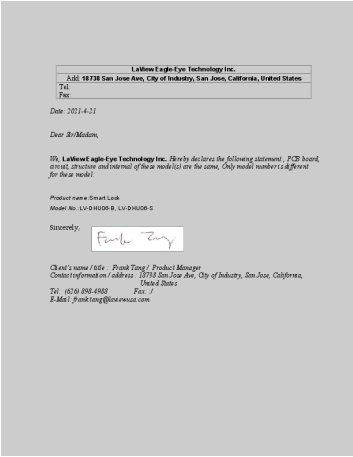 LaView Eagle-Eye Technology Inc.
Add: 18738 San Jose Ave, City of Industry, San Jose, California, United States
Tel:
Fax:
Date: 2021-4-21
Dear Sir/Madam,
We, LaView Eagle-Eye Technology Inc. Hereby declares the following statement , PCB board,
circuit, structure and internal of these model(s) are the same, Only model number is different
for these model:
Product name:Smart Lock
Model No.:LV-DHU06-B, LV-DHU06-S
Sincerely,
Frank Tang
Client's name / title : Frank Tang / Product Manager
Contact information / address : 18738 San Jose Ave, City of Industry, San Jose, California,
United States
Tel: (626) 898-4988 Fax: /
E-Mail: franktang@laviewusa.com